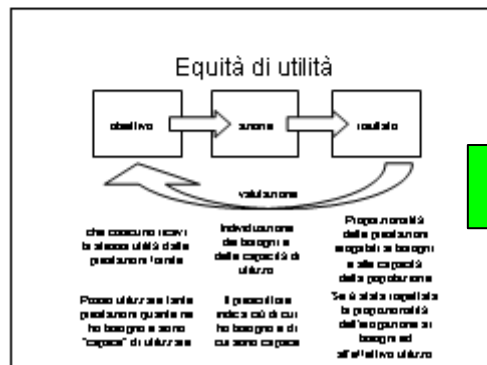 Equità di utilità
obiettivo
azione
risultato
valutazione
che ciascuno ricavi
la stessa utilità dalle
prestazioni fornite
Individuazione
dei bisogni e
delle capacità di
utilizzo
Proporzionalità
delle prestazioni
erogabili ai bisogni
e alle capacità
della popolazione
Posso utilizzare tante
prestazioni quante ne
ho bisogno e sono
"capace" di utilizzare
Il prescrittore
indica ciò di cui
ho bisogno e di
cui sono capace
Se è stata rispettata
la proporzionalità
dell'erogazione ai
bisogni ed
all'effettivo utilizzo